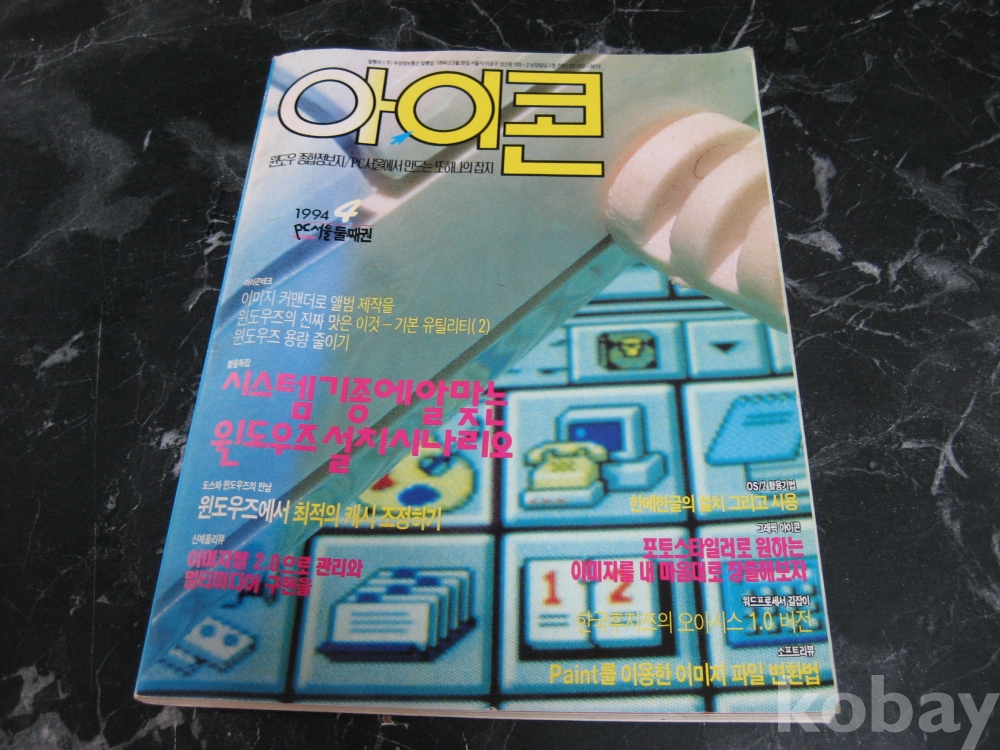 아이콘
윈도우 종합정보지/PC서울에서 만드는 또하나의 잡지
1994 4
PC서울 둘째권
아이콘테크
이미지 커맨더로 앨범 제작을
윈도우즈의 진짜 맛은 이것-기본 유틸리티(2)
윈도우즈 용량 줄이기
활용특집
시스템 기종에 알맞는
윈도우즈 설치 시나리오
도스와 윈도우즈의 만남
윈도우즈에서 최적의 캐시 조정하기
신제품리뷰
이미지팔 2.0으로 관리와
멀티미디어 구현을
OS/2 활용기법
한메한글의 설치 그리고 사용
그래픽 아이콘
포토스타일러로 원하는
이미지를 내 마음대로 창출해보자
워드프로세서 길잡이
한국후지쯔의 오아시스 1.0 버전
소프트리뷰
Paint를 이용한 이미지 파일 변환법
1 2
kobay